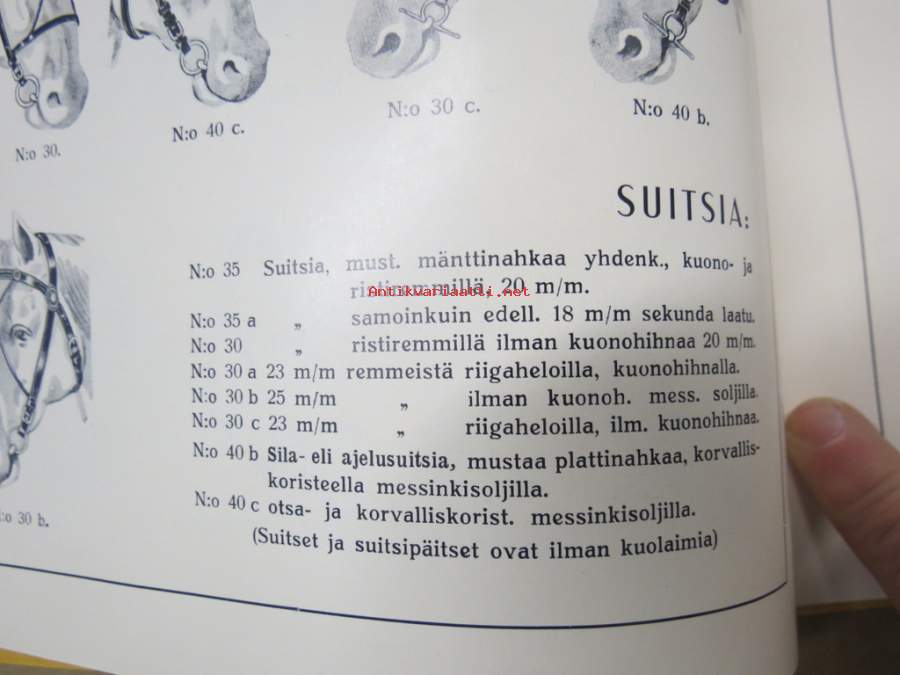 N:o 30.
N:o 40 c.
N:o 30 c.
N:o 40 b.
SUITSIA:
N:o 35 Suitsia, must. mänttinahkaa yhdenk., kuono- ja
ristiremmillä, 20 m/m.
Antikvariaatti.net
N:o 35 a „ samoinkuin edell. 18 m/m sekunda laatu.
N:o 30 „ ristiremmillä ilman kuonohihnaa 20 m/m.
N:o 30 a 23 m/m remmeistä riigaheloilla, kuonohihnalla.
N:o 30 b 25 m/m „ ilman kuonoh. mess. soljilla.
N:o 30 c 23 m/m „ riigaheloilla, ilm. kuonohihnaa.
N:o 40 b Sila- eli ajelusuitsia, mustaa plattinahkaa, korvallis-
koristeella messinkisoljilla.
N:o 40 c otsa- ja korvalliskorist. messinkisoljilla.
(Suitset ja suitsipäitset ovat ilman kuolaimia)
:o 30 b.